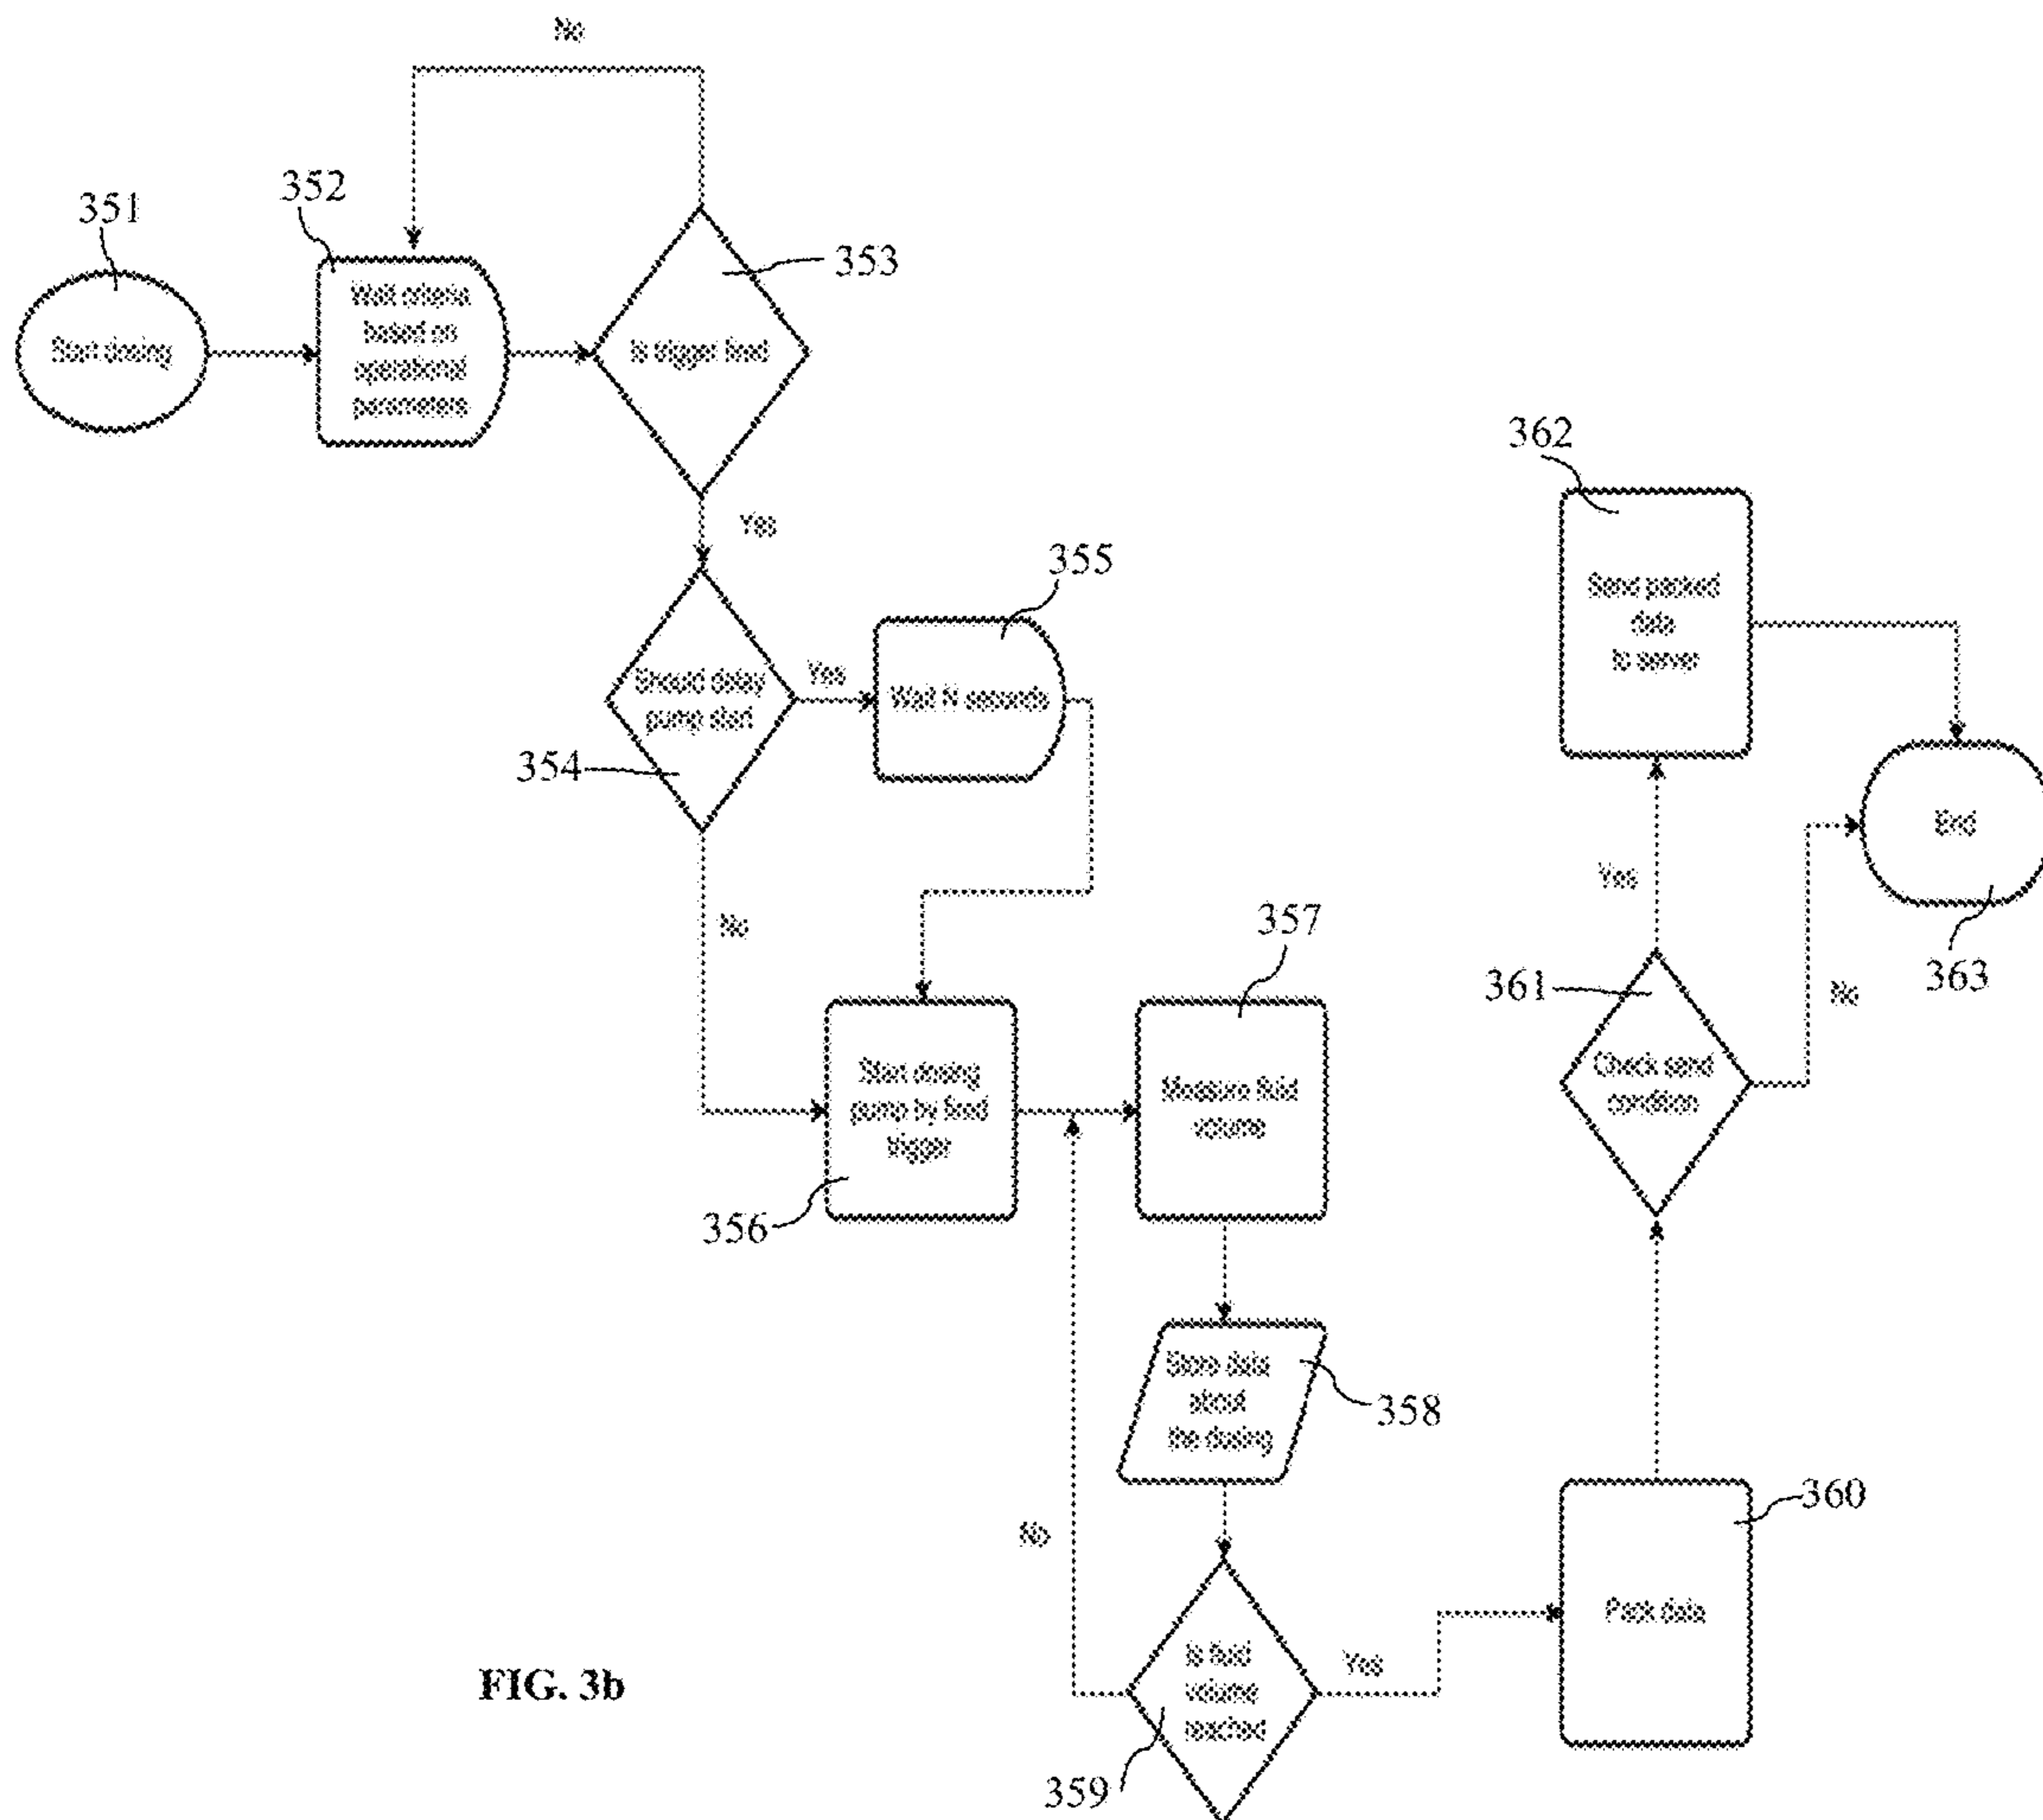 No
351
352
353
Start dosing
Wait criteria
based on
operational
parameters
Is trigger fired
Yes
355
362
Should delay
pump start
Yes
Wait N seconds
354
Send packed
data
to server
End
Yes
363
No
357
361
No
Check send
condition
Start dosing
pump by fired
trigger
Measure fluid
volume
356
Store data
about
the dosing
358
360
No
Pack data
Is fluid
volume
reached
Yes
359
FIG. 3b